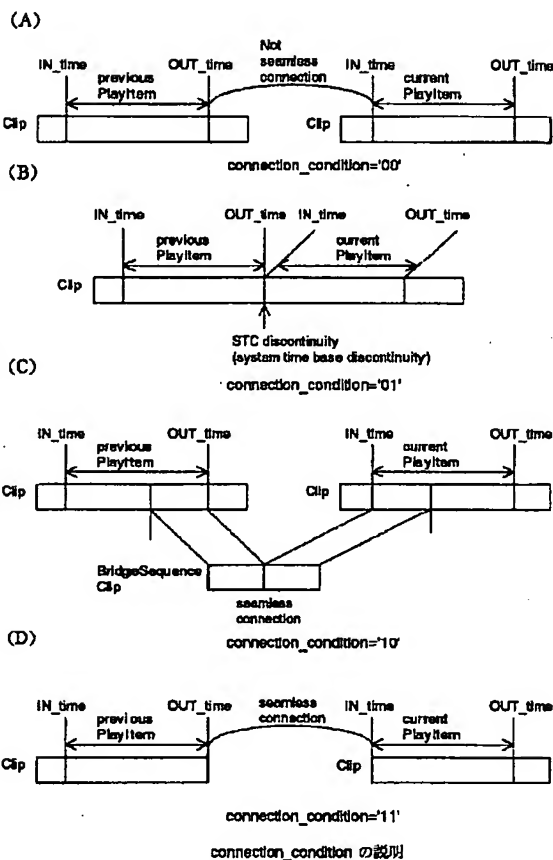 (A)
Not
seamless
connection
IN_time
OUT_time
IN_time
OUT_time
previous
PlayItem
current
PlayItem
Clip
Clip
connection_condition='00'
(B)
IN_time
OUT_time
IN_time
OUT_time
previous
PlayItem
current
PlayItem
Clip
STC discontinuity
(system time base discontinuity)
connection_condition='01'
(C)
IN_time
OUT_time
IN_time
OUT_time
previous
PlayItem
current
PlayItem
Clip
Clip
BridgeSequence
Clip
seamless
connection
connection_condition='10'
(D)
seamless
connection
IN_time
OUT_time
IN_time
OUT_time
previous
PlayItem
current
PlayItem
Clip
Clip
connection_condition='11'
connection_condition の説明